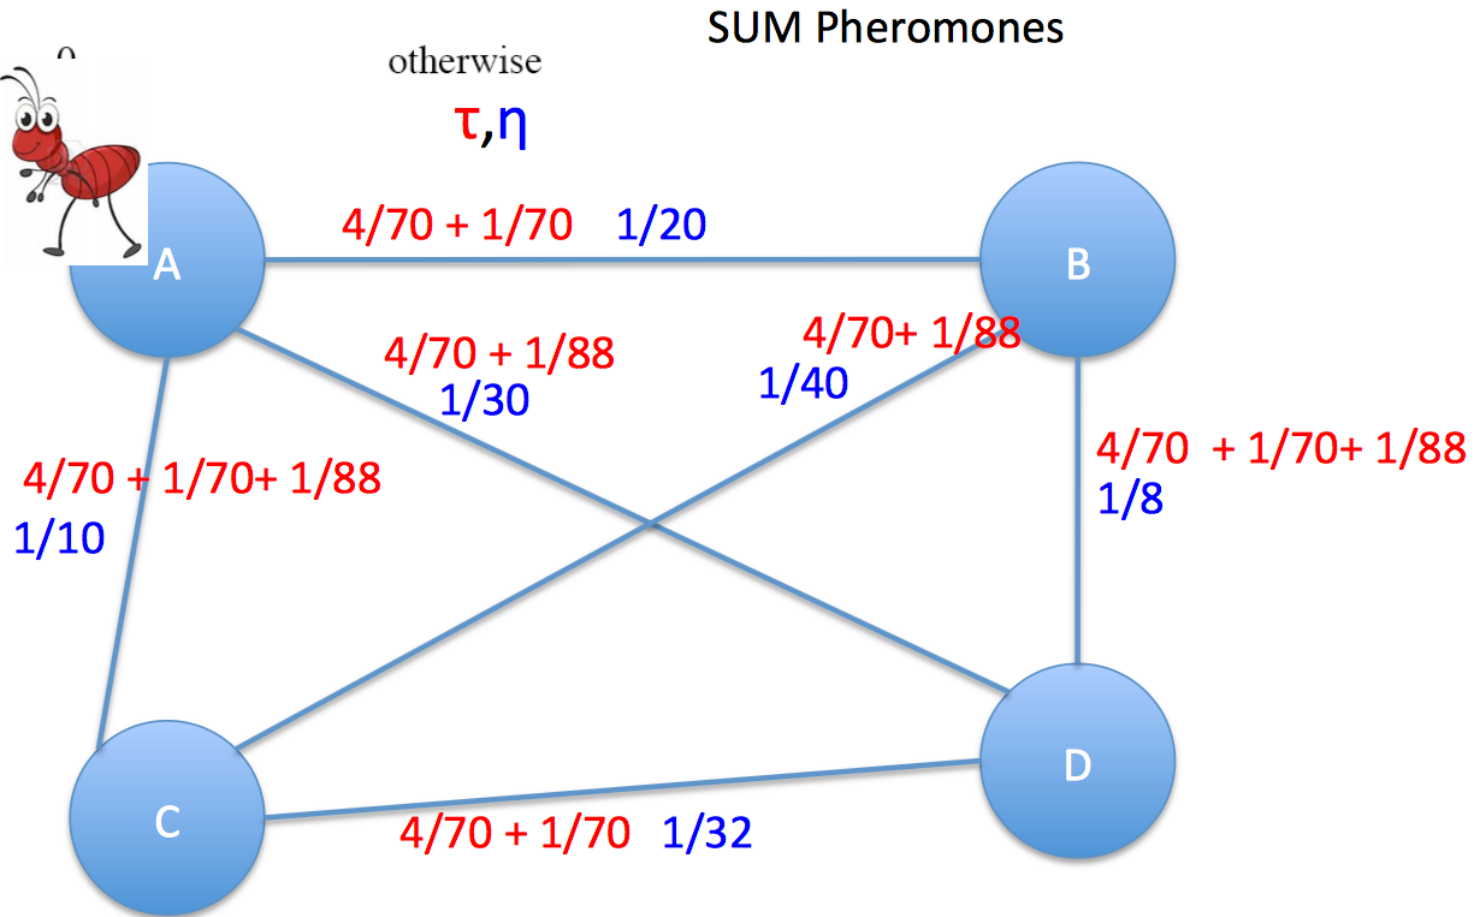 SUM Pheromones
otherwise
τ,η
4/70 + 1/70 1/20
A
B
4/70 + 1/88
1/30
4/70+ 1/88
1/40
4/70 + 1/70+ 1/88
1/8
4/70 + 1/70+ 1/88
1/10
D
C
4/70 + 1/70 1/32